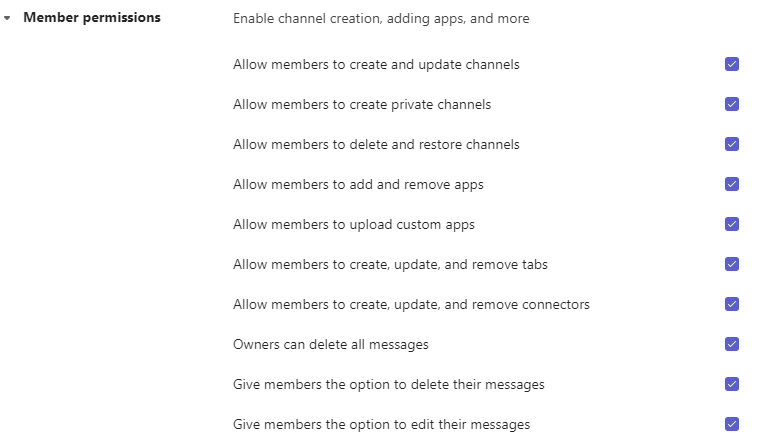 Member permissions
Enable channel creation, adding apps, and more
Allow members to create and update channels
Allow members to create private channels
Allow members to delete and restore channels
Allow members to add and remove apps
Allow members to upload custom apps
Allow members to create, update, and remove tabs
Allow members to create, update, and remove connectors
Owners can delete all messages
Give members the option to delete their messages
Give members the option to edit their messages